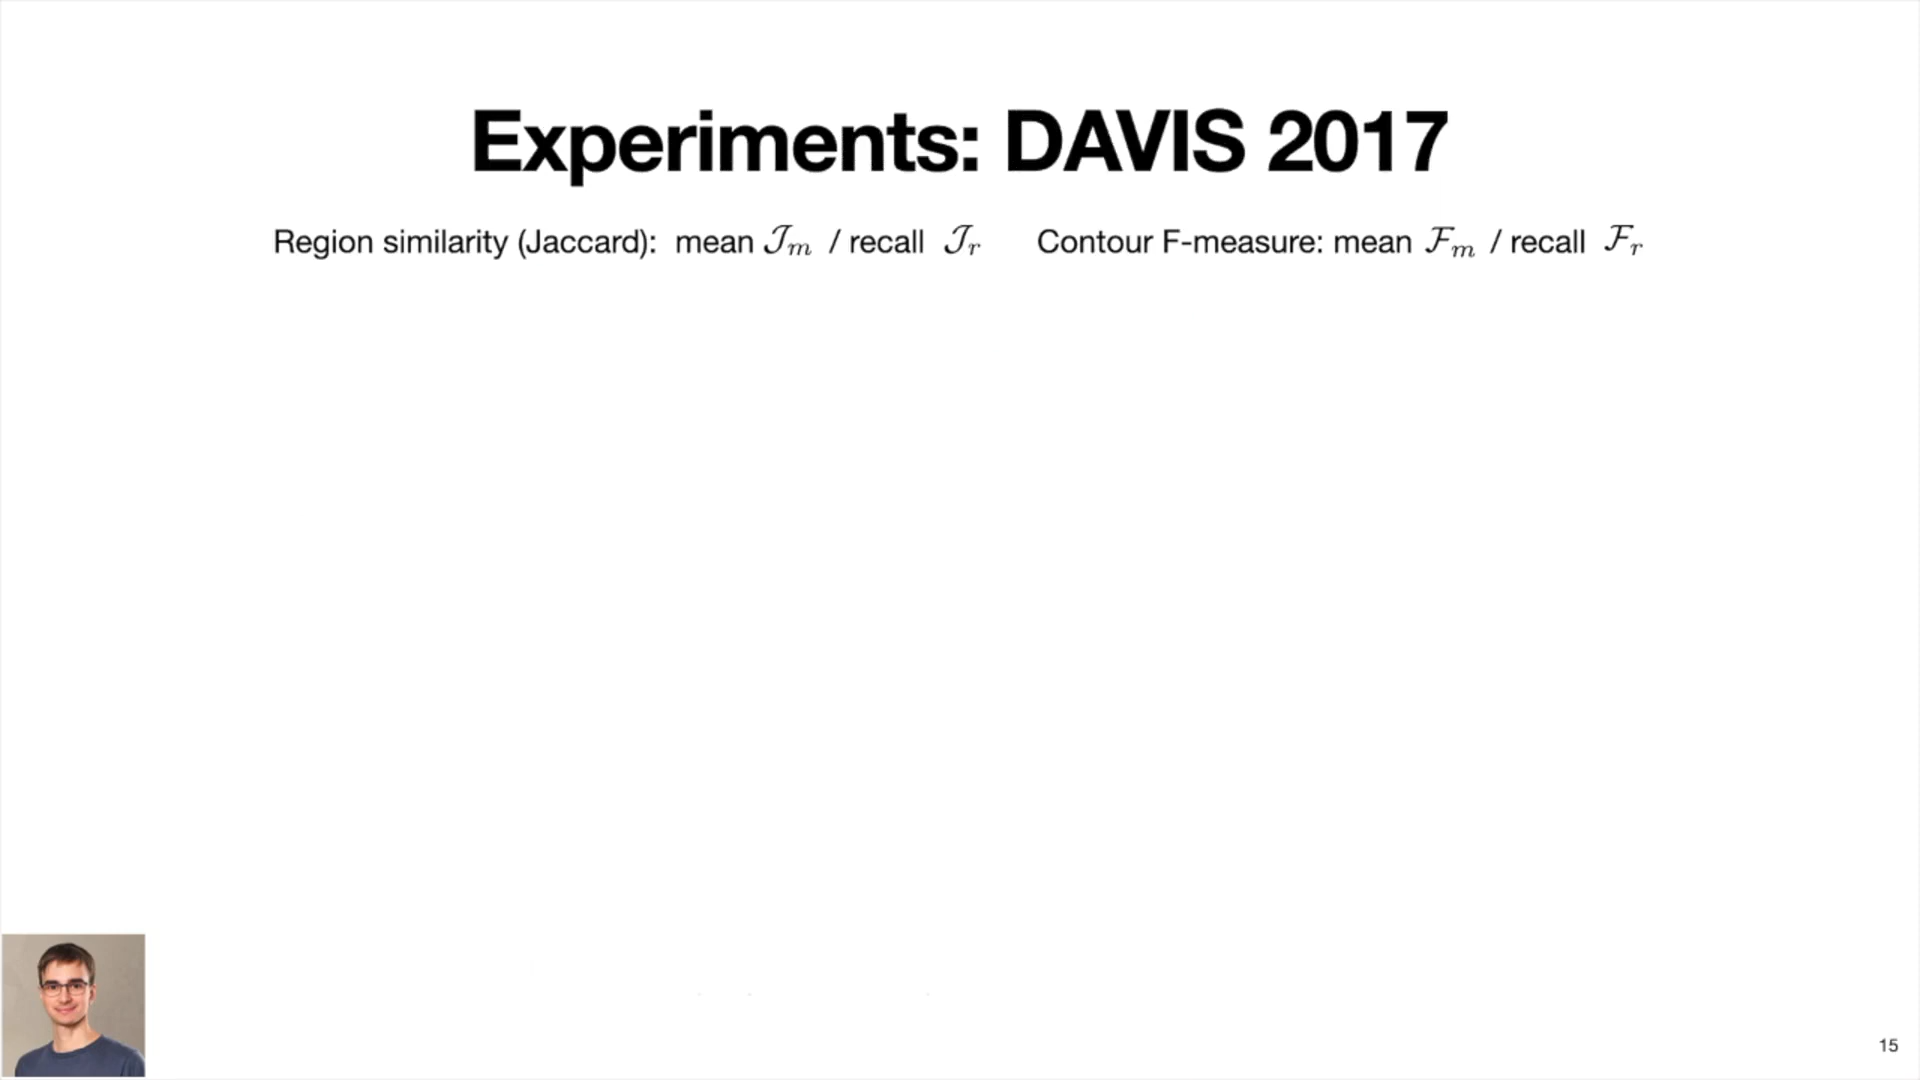 Experiments: DAVIS 2017
Region similarity (Jaccard): mean 𝒥ₘ / recall 𝒥ᵣ Contour F-measure: mean ℱₘ / recall ℱᵣ
15